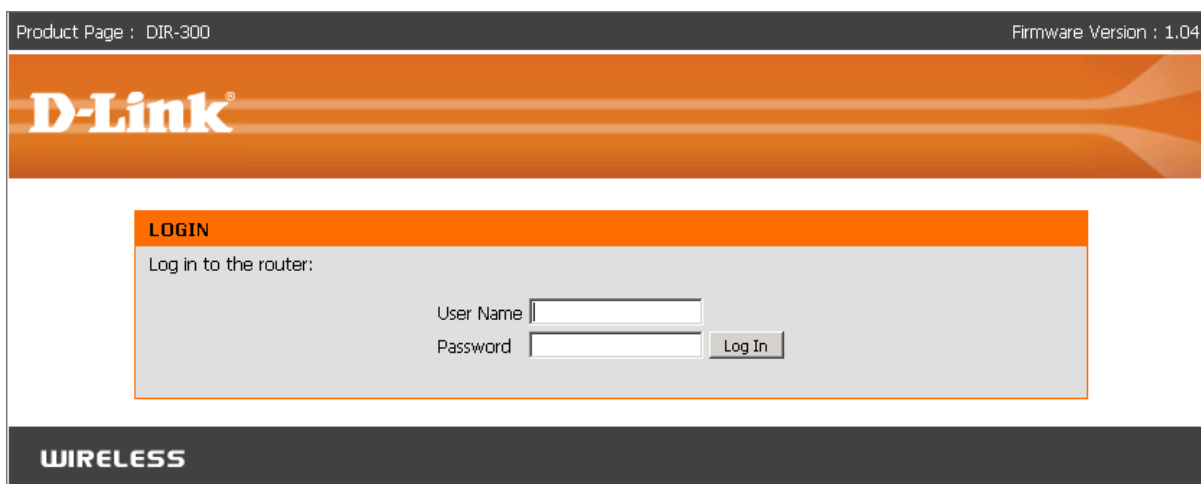 Product Page : DIR-300
Firmware Version : 1.04
D-Link®
LOGIN
Log in to the router:
User Name
Password
Log In
WIRELESS